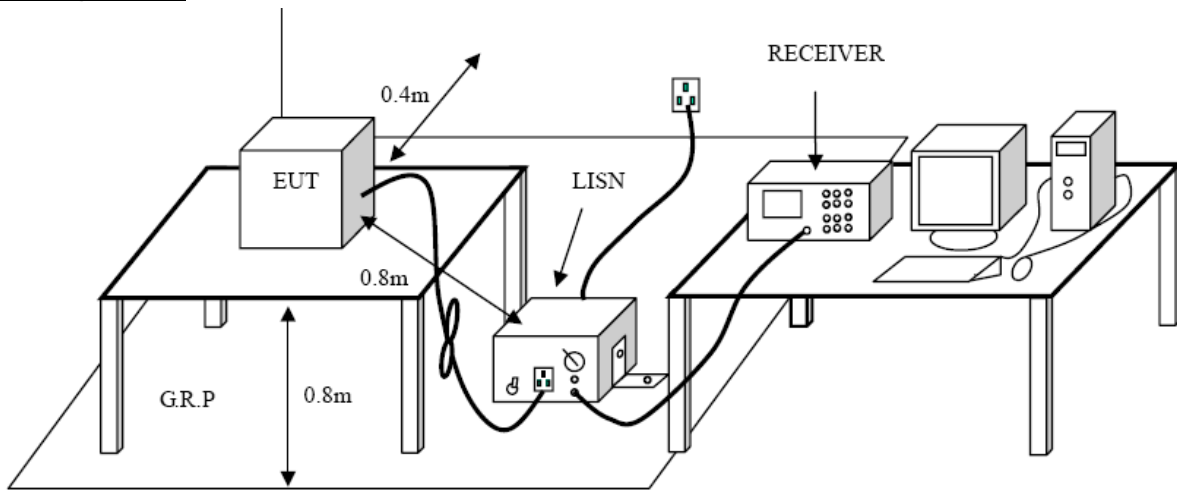 RECEIVER
0.4m
EUT
LISN
0.8m
G.R.P
0.8m